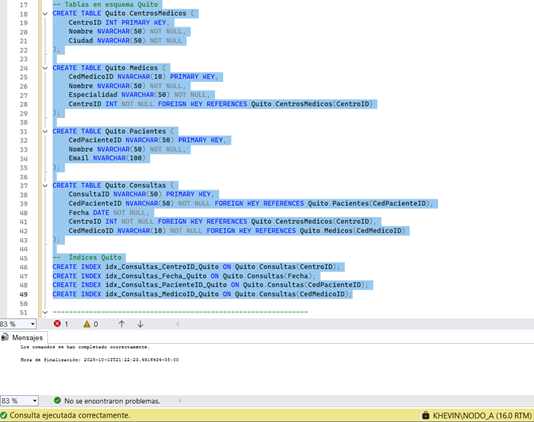 17 -- Tablas en esquema Quito
18 CREATE TABLE Quito.CentrosMedicos (
19 CentroID INT PRIMARY KEY,
20 Nombre NVARCHAR(50) NOT NULL,
21 Ciudad NVARCHAR(50) NOT NULL,
22 );
23
24 CREATE TABLE Quito.Medicos (
25 CedMedicoID NVARCHAR(10) PRIMARY KEY,
26 Nombre NVARCHAR(50) NOT NULL,
27 Especialidad NVARCHAR(50) NOT NULL,
28 CentroID INT NOT NULL FOREIGN KEY REFERENCES Quito.CentrosMedicos(CentroID)
29 );
30
31 CREATE TABLE Quito.Pacientes (
32 CedPacienteID NVARCHAR(50) PRIMARY KEY,
33 Nombre NVARCHAR(50) NOT NULL,
34 Email NVARCHAR(100)
35 );
36
37 CREATE TABLE Quito.Consultas (
38 ConsultaID NVARCHAR(50) PRIMARY KEY,
39 CedPacienteID NVARCHAR(50) NOT NULL FOREIGN KEY REFERENCES Quito.Pacientes(CedPacienteID),
40 Fecha DATE NOT NULL,
41 CentroID INT NOT NULL FOREIGN KEY REFERENCES Quito.CentrosMedicos(CentroID),
42 CedMedicoID NVARCHAR(10) NOT NULL FOREIGN KEY REFERENCES Quito.Medicos(CedMedicoID)
43 );
44
45 -- Indices Quito
46 CREATE INDEX idx_Consultas_CentroID_Quito ON Quito.Consultas(CentroID);
47 CREATE INDEX idx_Consultas_Fecha_Quito ON Quito.Consultas(Fecha);
48 CREATE INDEX idx_Consultas_PacienteID_Quito ON Quito.Consultas(CedPacienteID);
49 CREATE INDEX idx_Consultas_MedicoID_Quito ON Quito.Consultas(CedMedicoID);
50
51 --------------------------------------------------------------
83 % 1 0
Mensajes
Los comandos se han completado correctamente.
Hora de finalización:
83 % No se encontraron problemas.
Consulta ejecutada correctamente. KHEVIN\NODO_A (16.0 RTM)